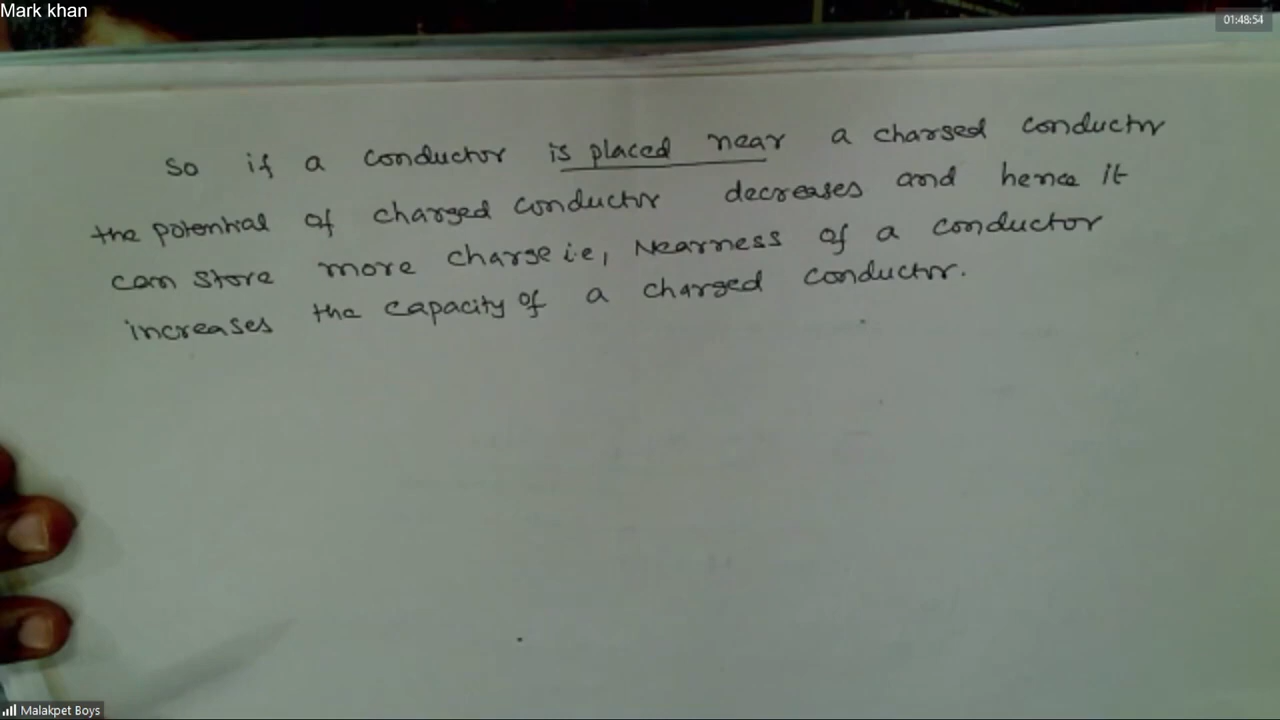 Mark khan
01:48:54
so if a conductor is placed near a charged conductor
the potential of charged conductor decreases and hence it
can store more charge i.e, Nearness of a conductor
increases the capacity of a charged conductor.
Malakpet Boys